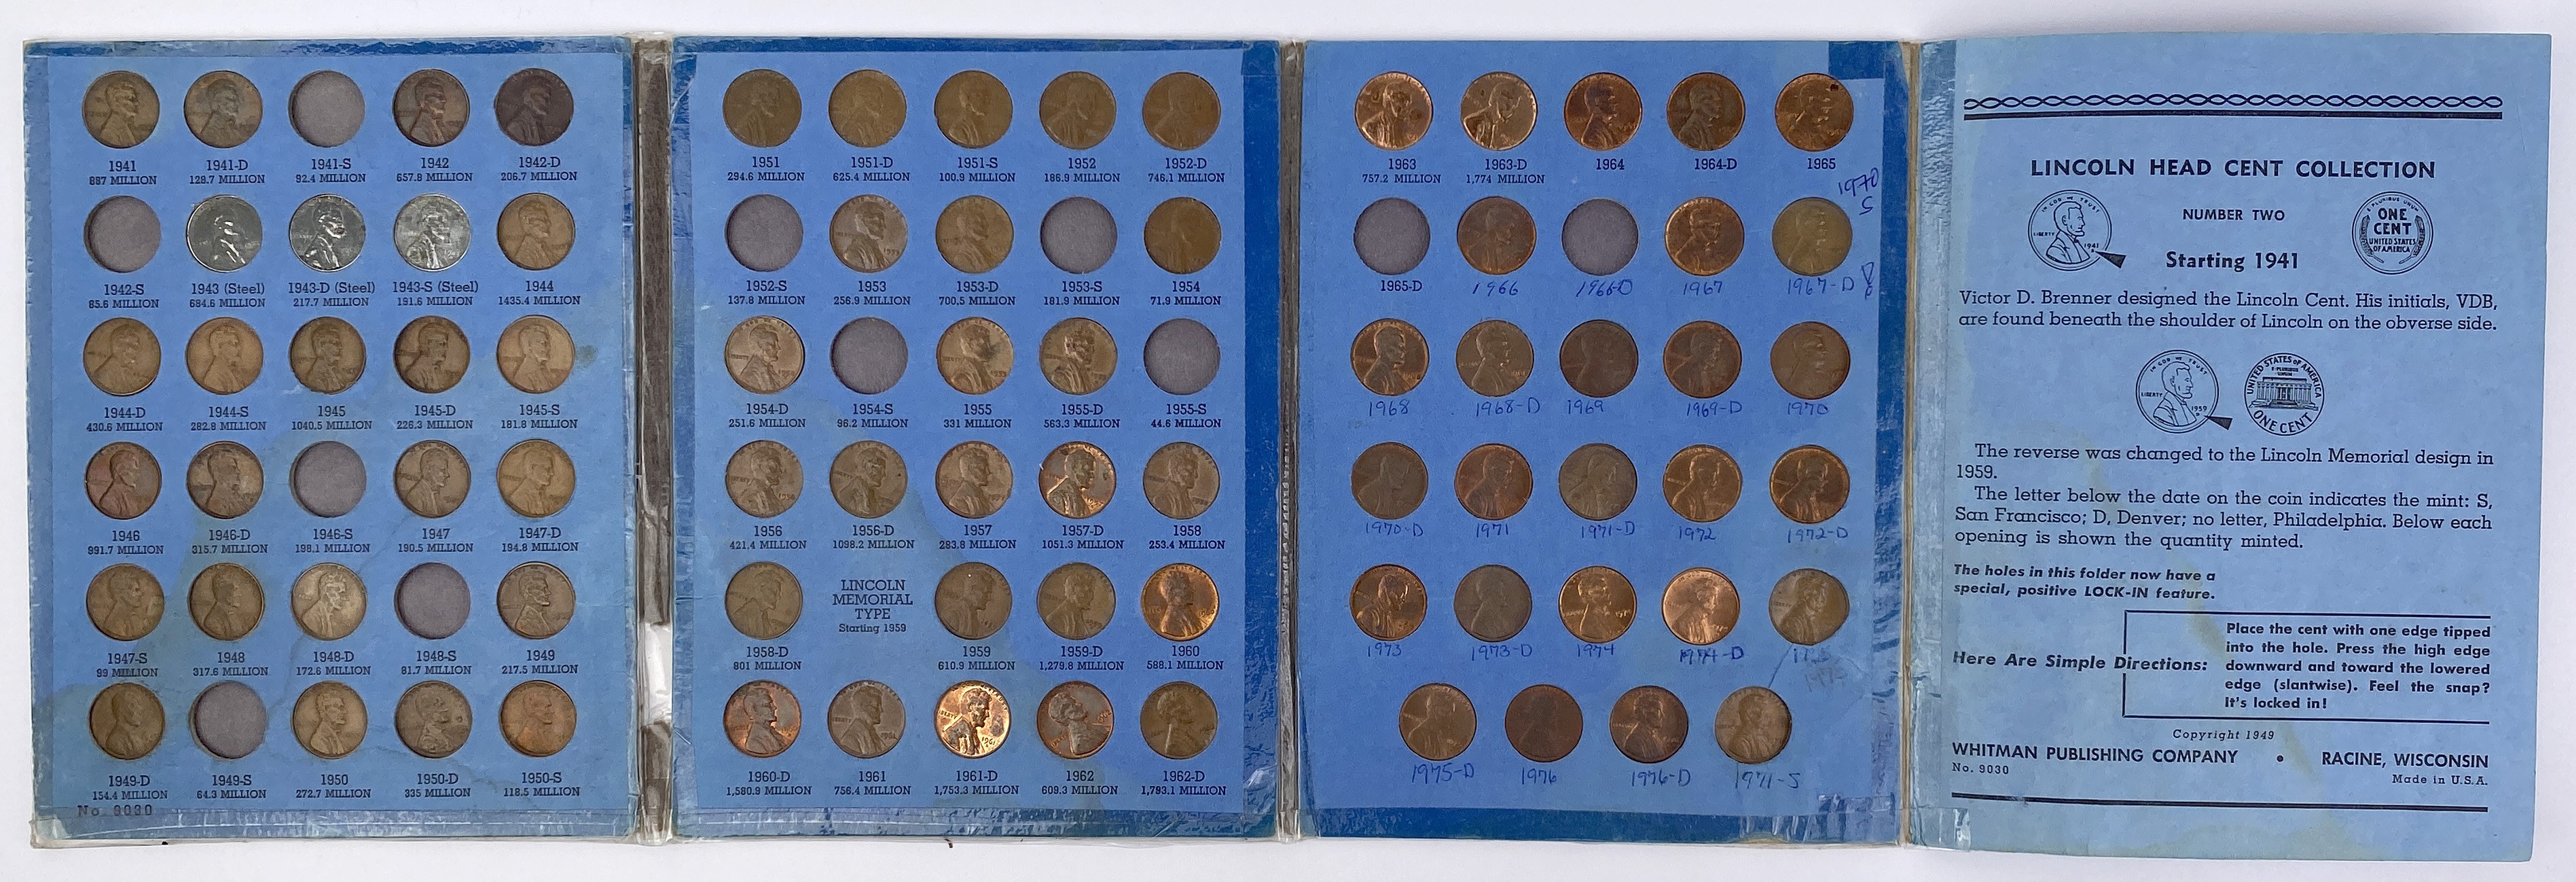 1941 1941-D 1941-S 1942 1942-D
887 MILLION 128.7 MILLION 92.4 MILLION 657.8 MILLION 206.7 MILLION
1942-S 1943 (Steel) 1943-D (Steel) 1943-S (Steel) 1944
85.6 MILLION 684.6 MILLION 217.7 MILLION 191.6 MILLION 1435.4 MILLION
1944-D 1944-S 1945 1945-D 1945-S
430.6 MILLION 282.8 MILLION 1040.5 MILLION 226.3 MILLION 181.8 MILLION
1946 1946-D 1946-S 1947 1947-D
991.7 MILLION 315.7 MILLION 198.1 MILLION 190.5 MILLION 194.8 MILLION
1947-S 1948 1948-D 1948-S 1949
99 MILLION 317.6 MILLION 172.6 MILLION 81.7 MILLION 217.5 MILLION
1949-D 1949-S 1950 1950-D 1950-S
154.4 MILLION 64.3 MILLION 272.7 MILLION 335 MILLION 118.5 MILLION
No. 9030
1951 1951-D 1951-S 1952 1952-D
294.6 MILLION 625.4 MILLION 100.9 MILLION 186.9 MILLION 746.1 MILLION
1952-S 1953 1953-D 1953-S 1954
137.8 MILLION 256.9 MILLION 700.5 MILLION 181.9 MILLION 71.9 MILLION
1954-D 1954-S 1955 1955-D 1955-S
251.6 MILLION 96.2 MILLION 331 MILLION 563.3 MILLION 44.6 MILLION
1956 1956-D 1957 1957-D 1958
421.4 MILLION 1098.2 MILLION 283.8 MILLION 1051.3 MILLION 253.4 MILLION
LINCOLN
MEMORIAL
TYPE
Starting 1959
1958-D 1959 1959-D 1960
801 MILLION 610.9 MILLION 1,279.8 MILLION 588.1 MILLION
1960-D 1961 1961-D 1962 1962-D
1,580.9 MILLION 756.4 MILLION 1,753.3 MILLION 609.3 MILLION 1,793.1 MILLION
1963 1963-D 1964 1964-D 1965
757.2 MILLION 1,774 MILLION
1970
S
1965-D 1966 1966-D 1967 1967-D
1968 1968-D 1969 1969-D 1970
1970-D 1971 1971-D 1972 1972-D
1973 1973-D 1974 1974-D
1975-D 1976 1976-D 1971-S
LINCOLN HEAD CENT COLLECTION
NUMBER TWO
Starting 1941
IN GOD WE TRUST
LIBERTY
1941
E PLURIBUS UNUM
ONE
CENT
UNITED STATES
OF AMERICA
Victor D. Brenner designed the Lincoln Cent. His initials, VDB,
are found beneath the shoulder of Lincoln on the obverse side.
IN GOD WE TRUST
LIBERTY
1959
UNITED STATES OF AMERICA
E PLURIBUS
UNUM
ONE CENT
The reverse was changed to the Lincoln Memorial design in
1959.
The letter below the date on the coin indicates the mint: S,
San Francisco; D, Denver; no letter, Philadelphia. Below each
opening is shown the quantity minted.
The holes in this folder now have a
special, positive LOCK-IN feature.
Here Are Simple Directions:
Place the cent with one edge tipped
into the hole. Press the high edge
downward and toward the lowered
edge (slantwise). Feel the snap?
It's locked in!
Copyright 1949
WHITMAN PUBLISHING COMPANY • RACINE, WISCONSIN
No. 9030 Made in U.S.A.